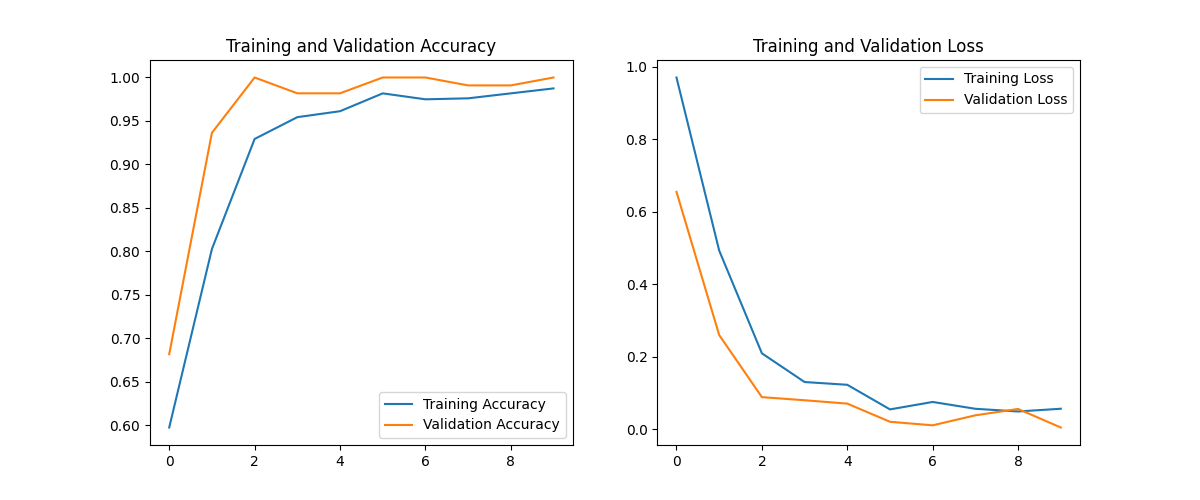 Training and Validation Accuracy
1.00
0.95
0.90
0.85
0.80
0.75
0.70
0.65
0.60
0 2 4 6 8
Training Accuracy
Validation Accuracy
Training and Validation Loss
1.0
0.8
0.6
0.4
0.2
0.0
0 2 4 6 8
Training Loss
Validation Loss